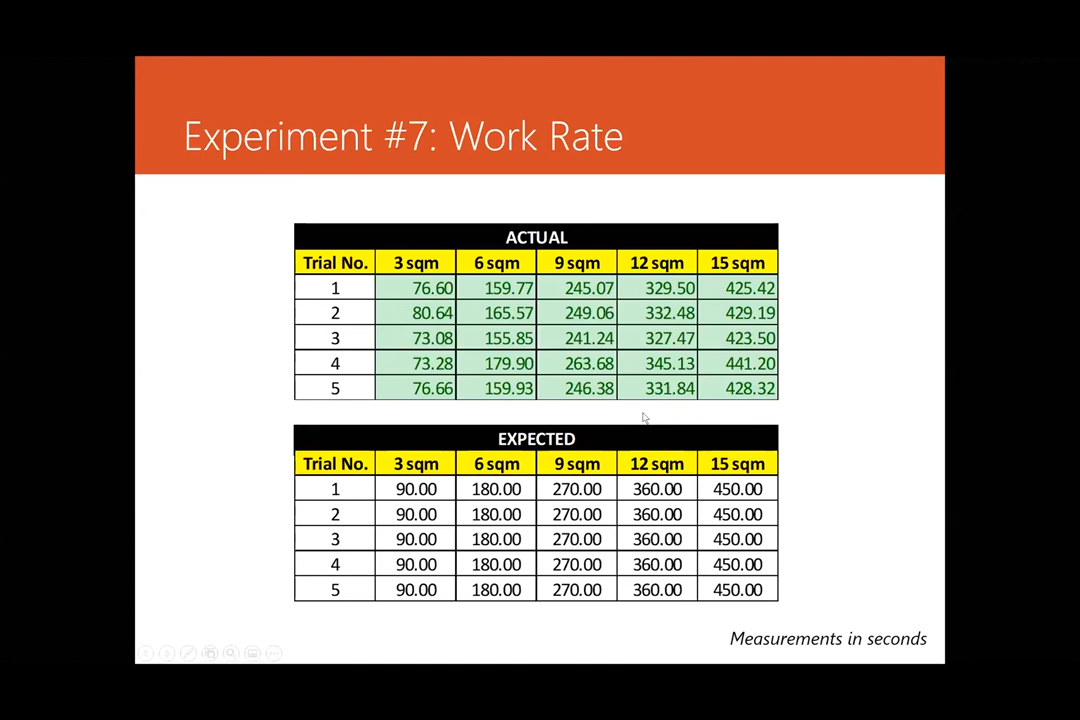 Experiment #7: Work Rate
ACTUAL
Trial No. 3 sqm 6 sqm 9 sqm 12 sqm 15 sqm
1 76.60 159.77 245.07 329.50 425.42
2 80.64 165.57 249.06 332.48 429.19
3 73.08 155.85 241.24 327.47 423.50
4 73.28 179.90 263.68 345.13 441.20
5 76.66 159.93 246.38 331.84 428.32
EXPECTED
Trial No. 3 sqm 6 sqm 9 sqm 12 sqm 15 sqm
1 90.00 180.00 270.00 360.00 450.00
2 90.00 180.00 270.00 360.00 450.00
3 90.00 180.00 270.00 360.00 450.00
4 90.00 180.00 270.00 360.00 450.00
5 90.00 180.00 270.00 360.00 450.00
Measurements in seconds